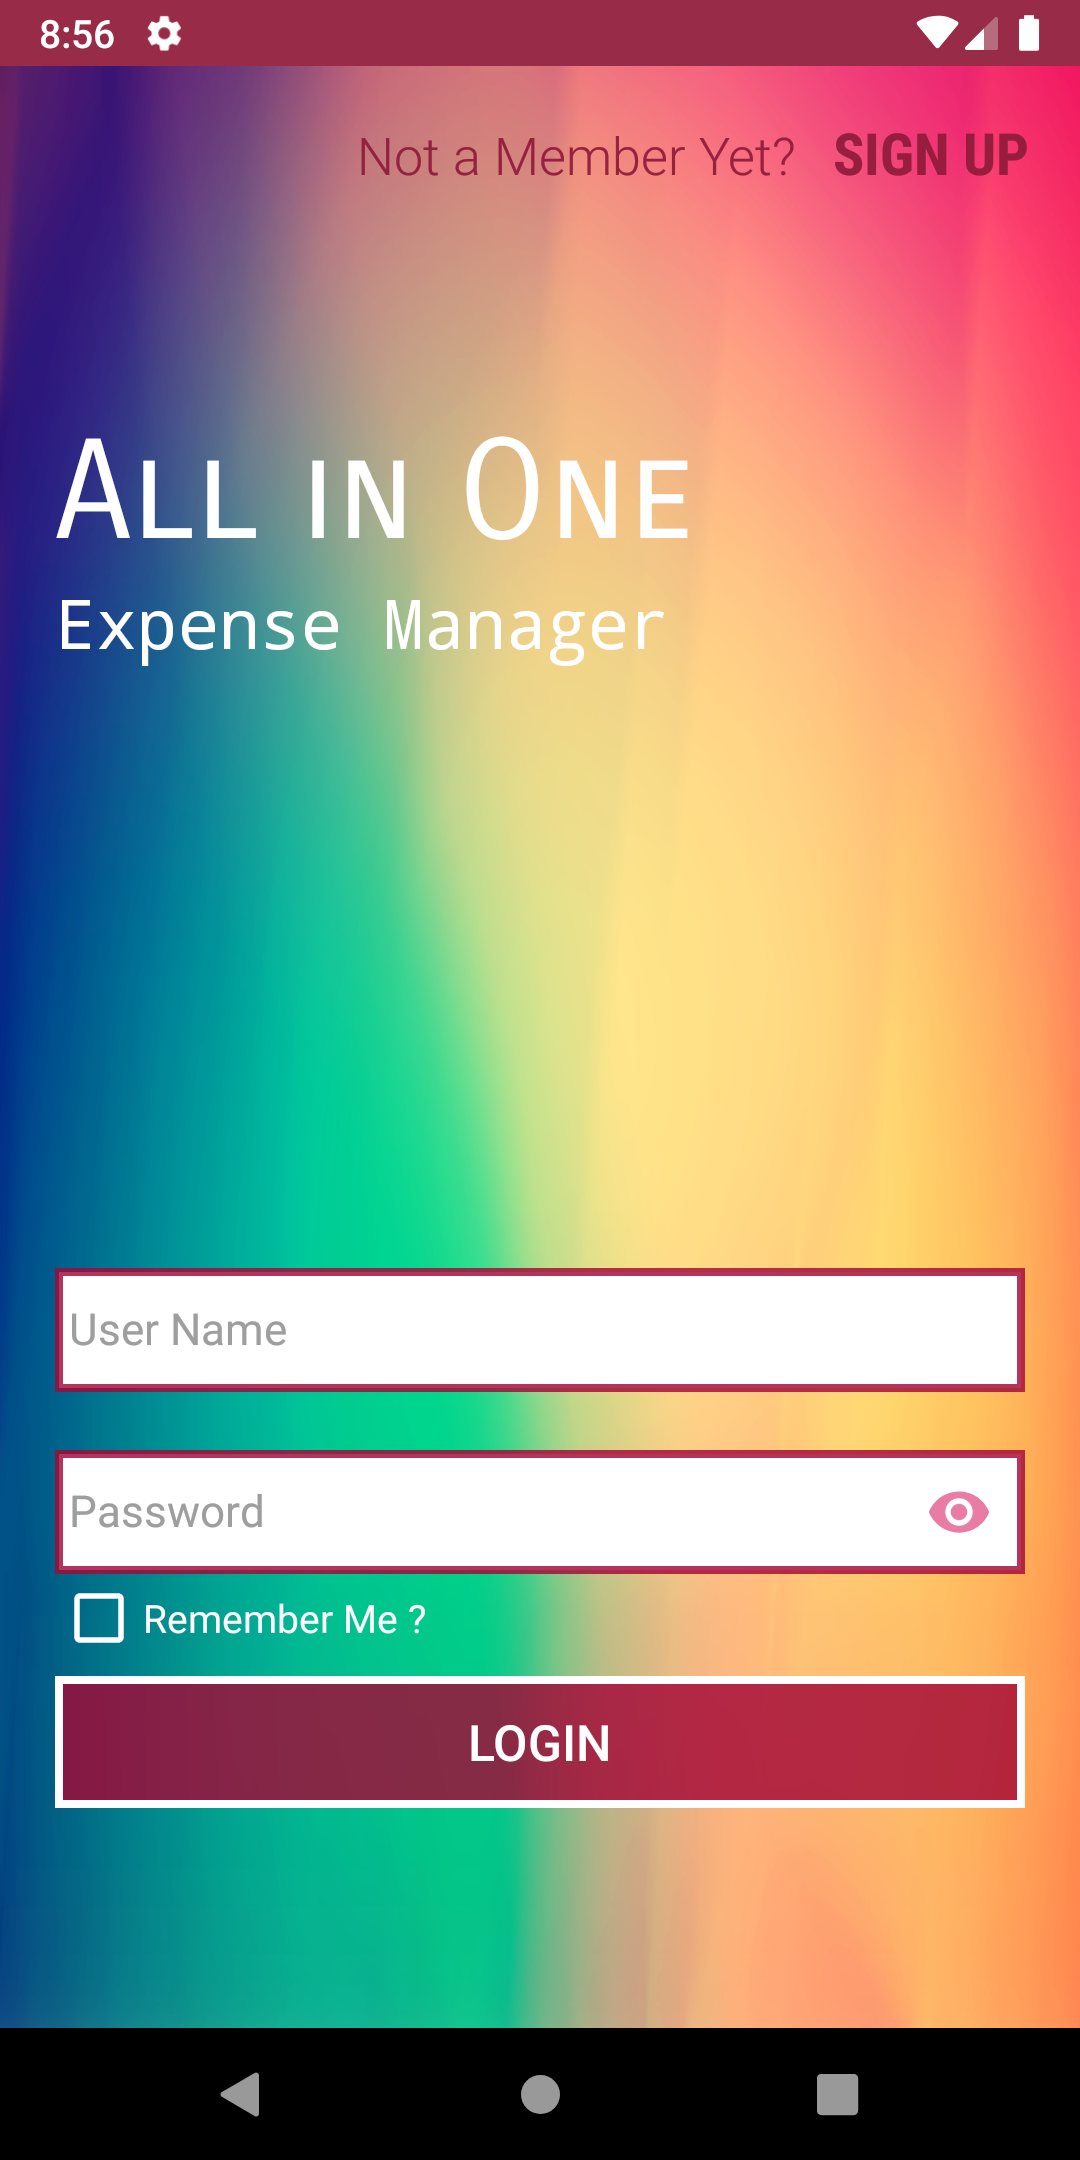 8:56
Not a Member Yet? SIGN UP
All in One
Expense Manager
User Name
Password
Remember Me ?
LOGIN